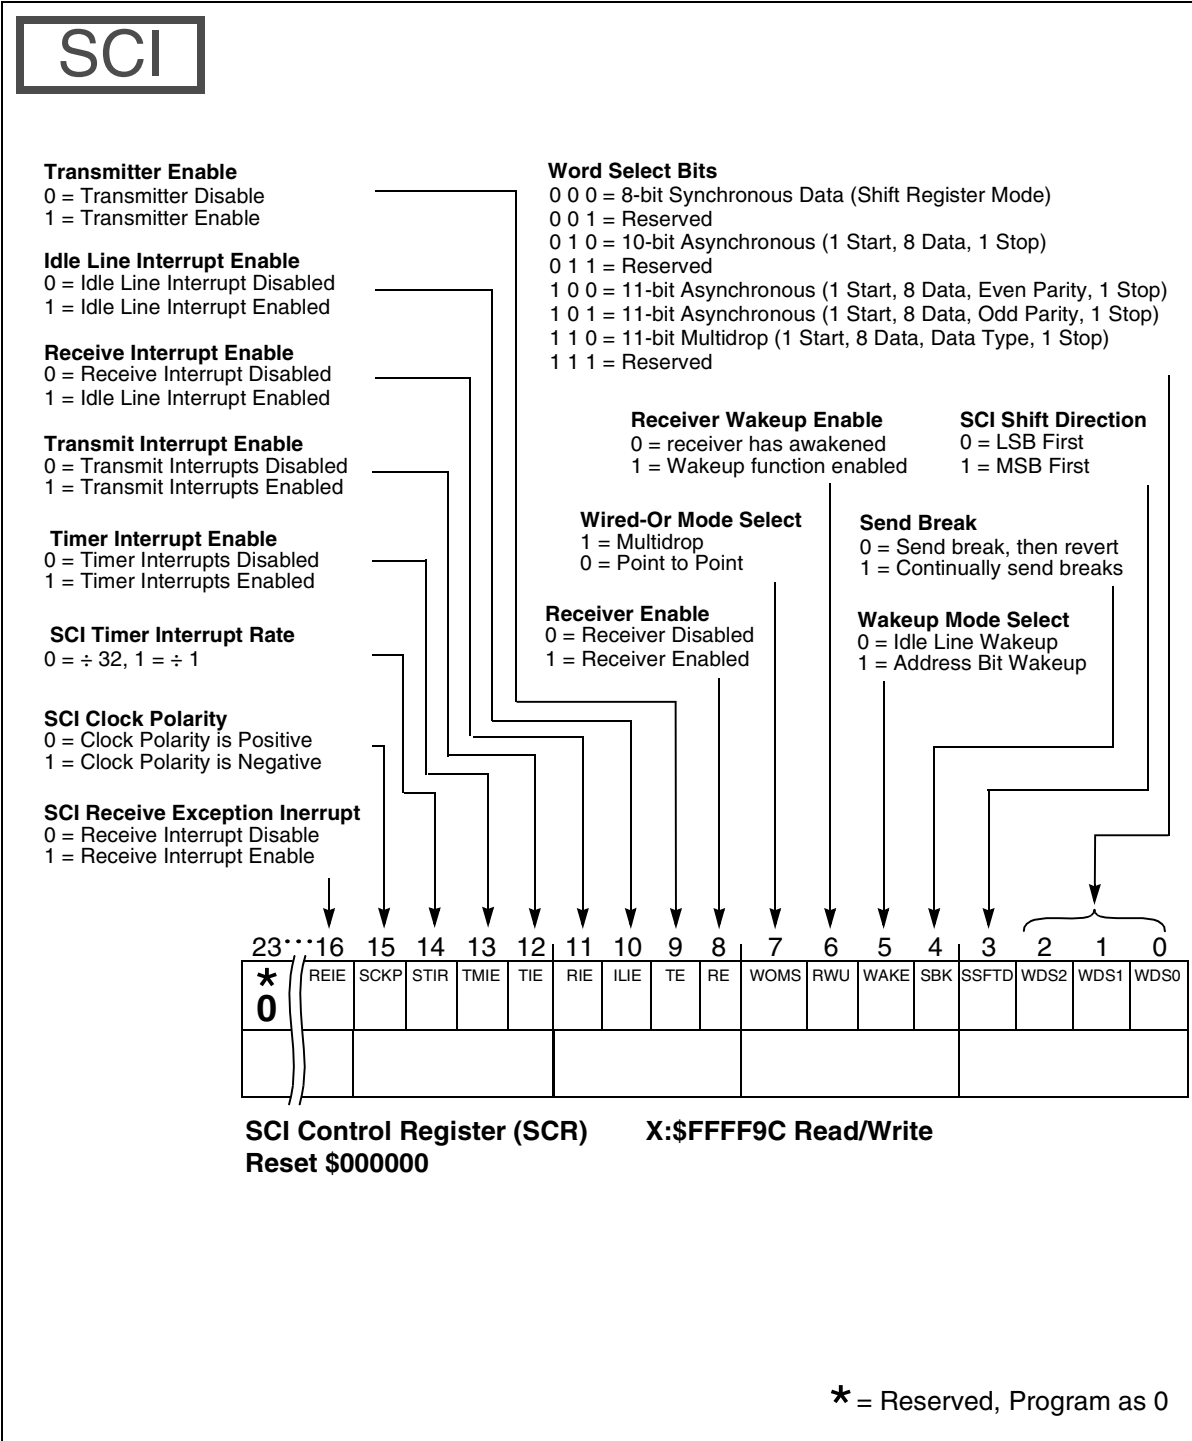 SCI
Transmitter Enable
0 = Transmitter Disable
1 = Transmitter Enable
Idle Line Interrupt Enable
0 = Idle Line Interrupt Disabled
1 = Idle Line Interrupt Enabled
Receive Interrupt Enable
0 = Receive Interrupt Disabled
1 = Idle Line Interrupt Enabled
Transmit Interrupt Enable
0 = Transmit Interrupts Disabled
1 = Transmit Interrupts Enabled
Timer Interrupt Enable
0 = Timer Interrupts Disabled
1 = Timer Interrupts Enabled
SCI Timer Interrupt Rate
0 = ÷ 32, 1 = ÷ 1
SCI Clock Polarity
0 = Clock Polarity is Positive
1 = Clock Polarity is Negative
SCI Receive Exception Inerrupt
0 = Receive Interrupt Disable
1 = Receive Interrupt Enable
Word Select Bits
0 0 0 = 8-bit Synchronous Data (Shift Register Mode)
0 0 1 = Reserved
0 1 0 = 10-bit Asynchronous (1 Start, 8 Data, 1 Stop)
0 1 1 = Reserved
1 0 0 = 11-bit Asynchronous (1 Start, 8 Data, Even Parity, 1 Stop)
1 0 1 = 11-bit Asynchronous (1 Start, 8 Data, Odd Parity, 1 Stop)
1 1 0 = 11-bit Multidrop (1 Start, 8 Data, Data Type, 1 Stop)
1 1 1 = Reserved
Receiver Wakeup Enable
0 = receiver has awakened
1 = Wakeup function enabled
SCI Shift Direction
0 = LSB First
1 = MSB First
Wired-Or Mode Select
1 = Multidrop
0 = Point to Point
Send Break
0 = Send break, then revert
1 = Continually send breaks
Receiver Enable
0 = Receiver Disabled
1 = Receiver Enabled
Wakeup Mode Select
0 = Idle Line Wakeup
1 = Address Bit Wakeup
23 ··· 16 15 14 13 12 11 10 9 8 7 6 5 4 3 2 1 0
* REIE SCKP STIR TMIE TIE RIE ILIE TE RE WOMS RWU WAKE SBK SSFTD WDS2 WDS1 WDS0
0
SCI Control Register (SCR) X:$FFFF9C Read/Write
Reset $000000
* = Reserved, Program as 0